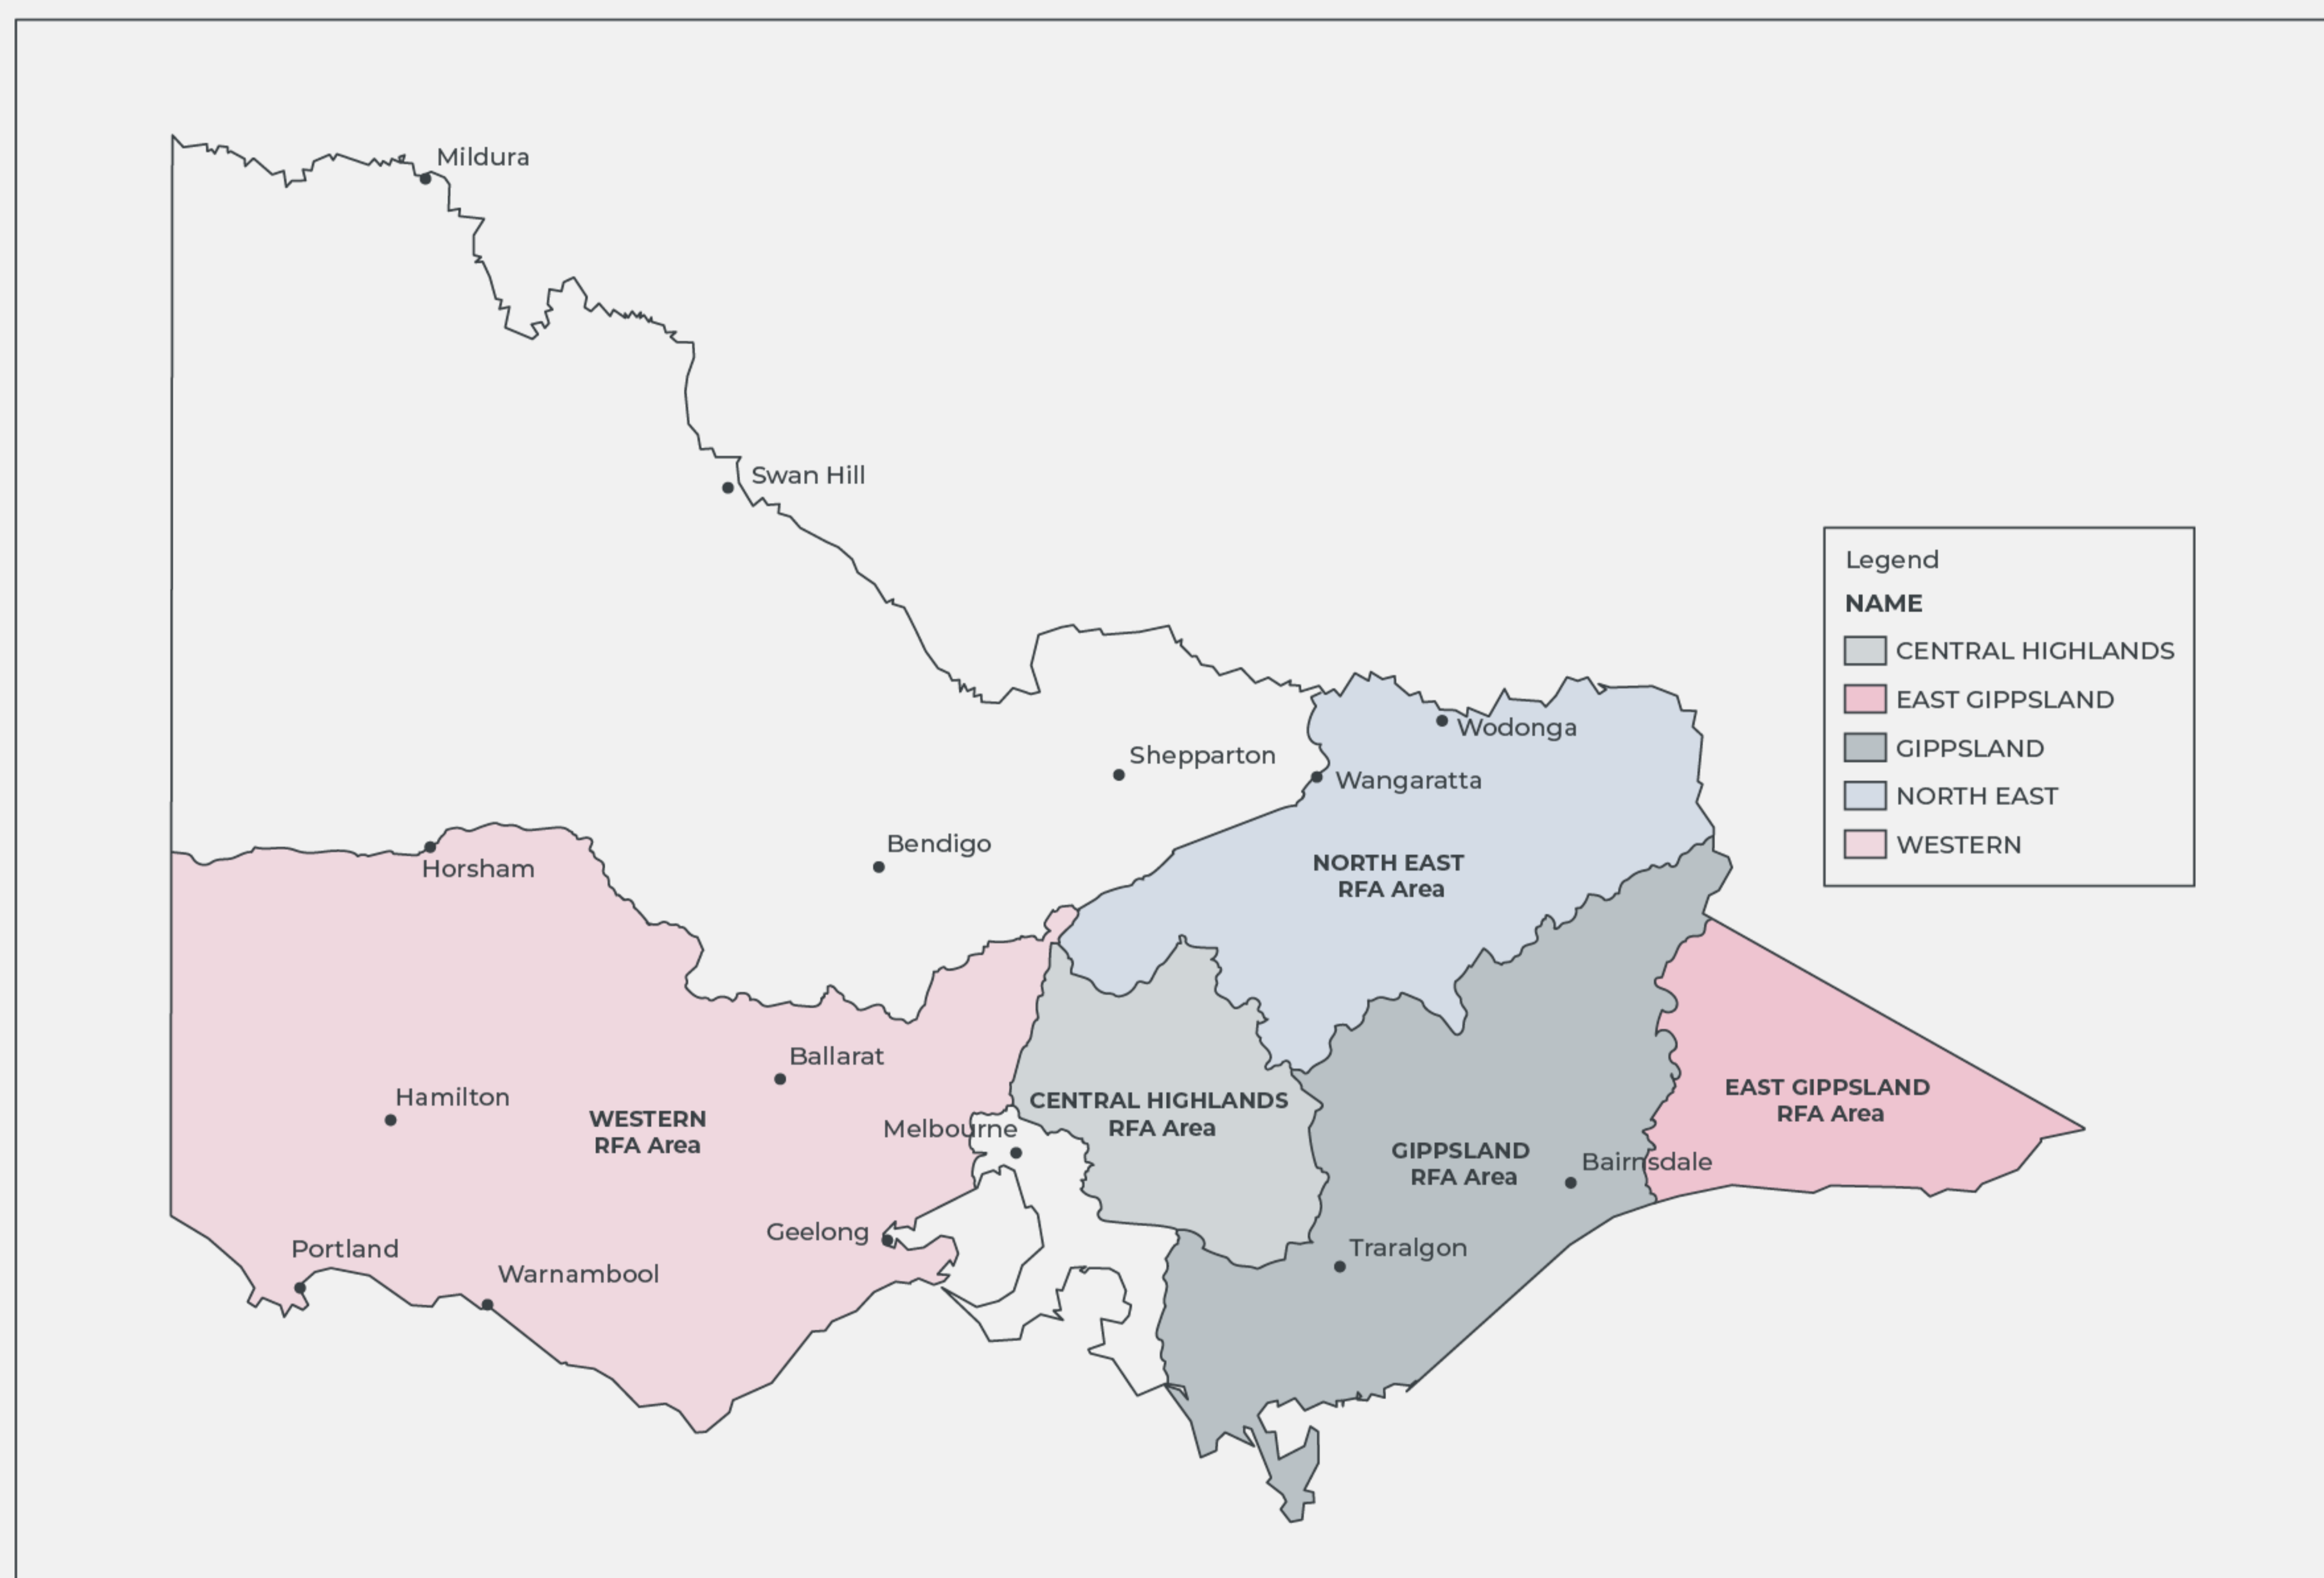 Mildura
Swan Hill
Legend
NAME
CENTRAL HIGHLANDS
EAST GIPPSLAND
GIPPSLAND
NORTH EAST
WESTERN
Wodonga
Shepparton
Wangaratta
Bendigo
Horsham
NORTH EAST
RFA Area
Ballarat
Hamilton
WESTERN
RFA Area
Melbourne
CENTRAL HIGHLANDS
RFA Area
EAST GIPPSLAND
RFA Area
GIPPSLAND
RFA Area
Bairnsdale
Geelong
Portland
Warnambool
Traralgon